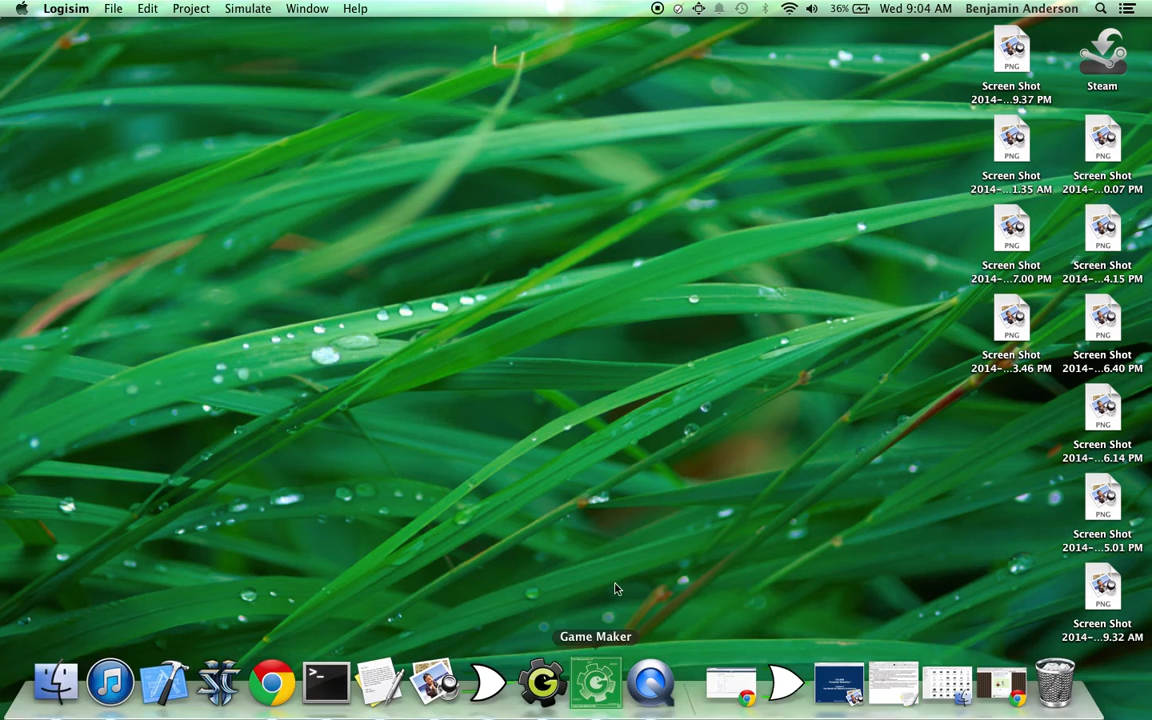 Logisim File Edit Project Simulate Window Help 36% Wed 9:04 AM Benjamin Anderson
Screen Shot
2014-...9.37 PM
Steam
Screen Shot
2014-...1.35 AM
Screen Shot
2014-...0.07 PM
Screen Shot
2014-...7.00 PM
Screen Shot
2014-...4.15 PM
Screen Shot
2014-...3.46 PM
Screen Shot
2014-...6.40 PM
Screen Shot
2014-...6.14 PM
Screen Shot
2014-...5.01 PM
Screen Shot
2014-...9.32 AM
PNG
PNG
PNG
PNG
PNG
PNG
PNG
PNG
PNG
PNG
Game Maker